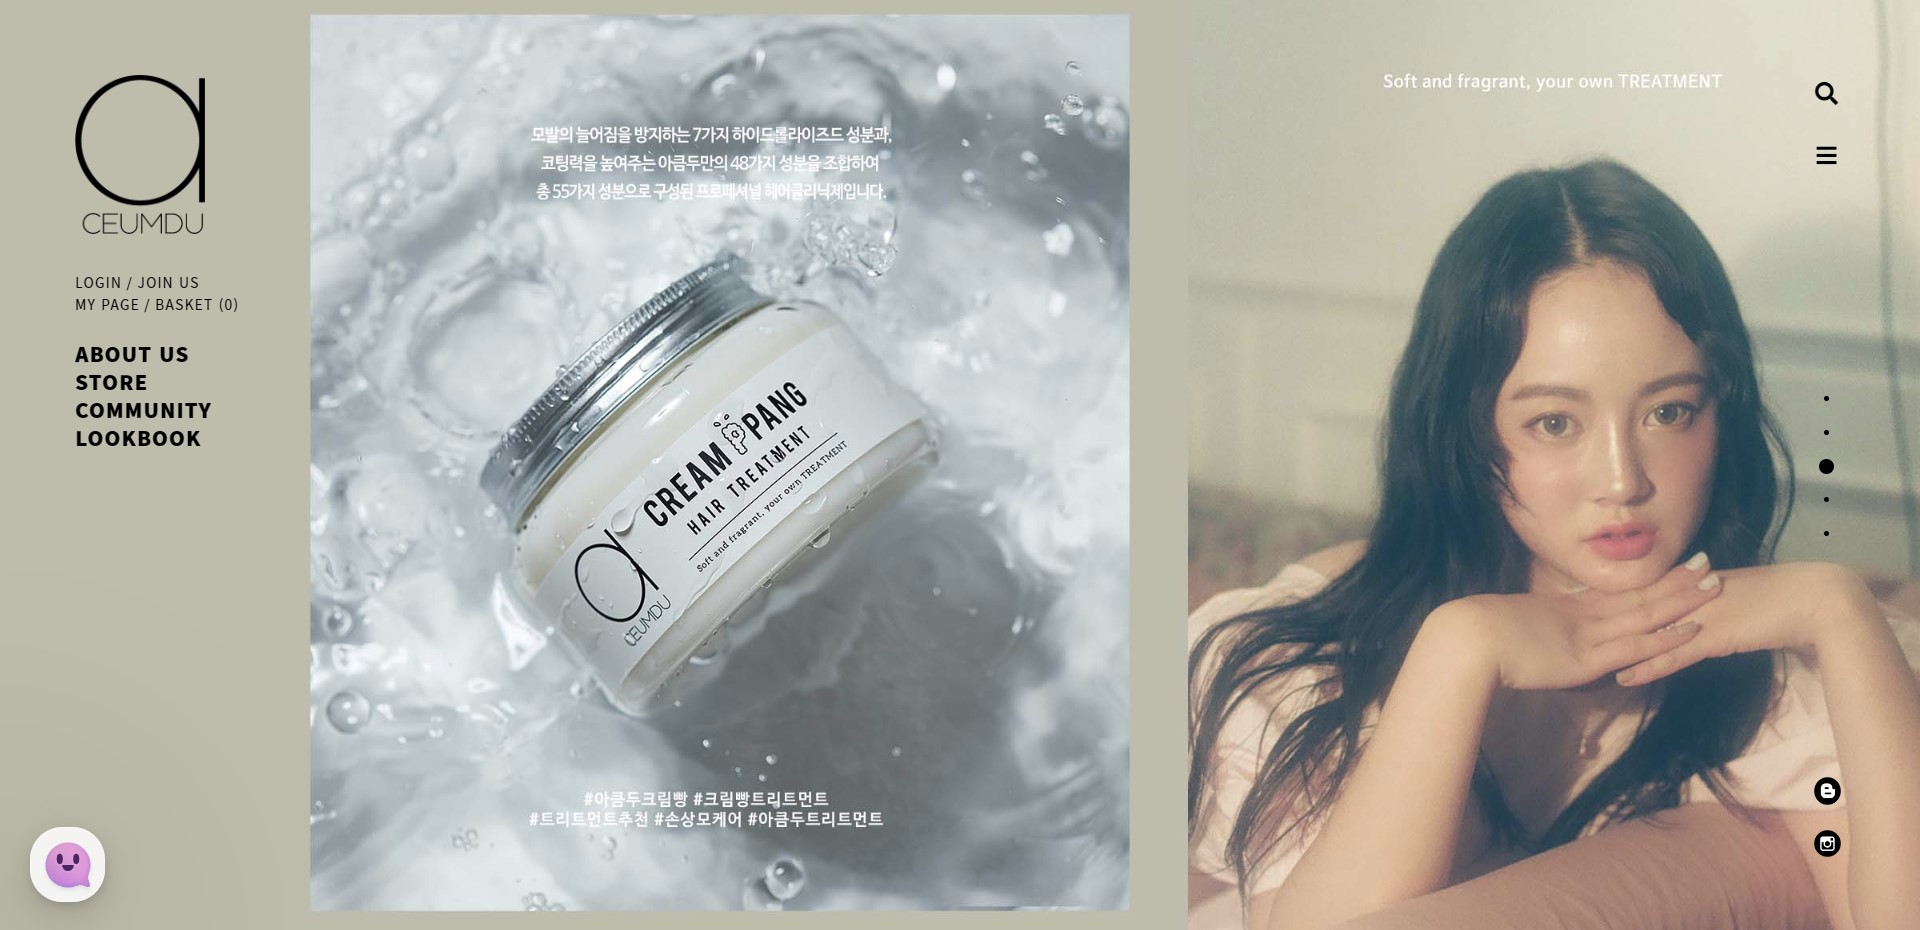 CEUMDU
LOGIN / JOIN US
MY PAGE / BASKET (0)
ABOUT US
STORE
COMMUNITY
LOOKBOOK
모발의 늘어짐을 방지하는 7가지 하이드롤라이즈드 성분과,
코팅력을 높여주는 아큼두만의 48가지 성분을 조합하여
총 55가지 성분으로 구성된 프로페셔널 헤어클리닉제입니다.
CREAM PANG
HAIR TREATMENT
Soft and fragrant, your own TREATMENT
CEUMDU
#아큼두크림빵 #크림빵트리트먼트
#트리트먼트추천 #손상모케어 #아큼두트리트먼트
Soft and fragrant, your own TREATMENT